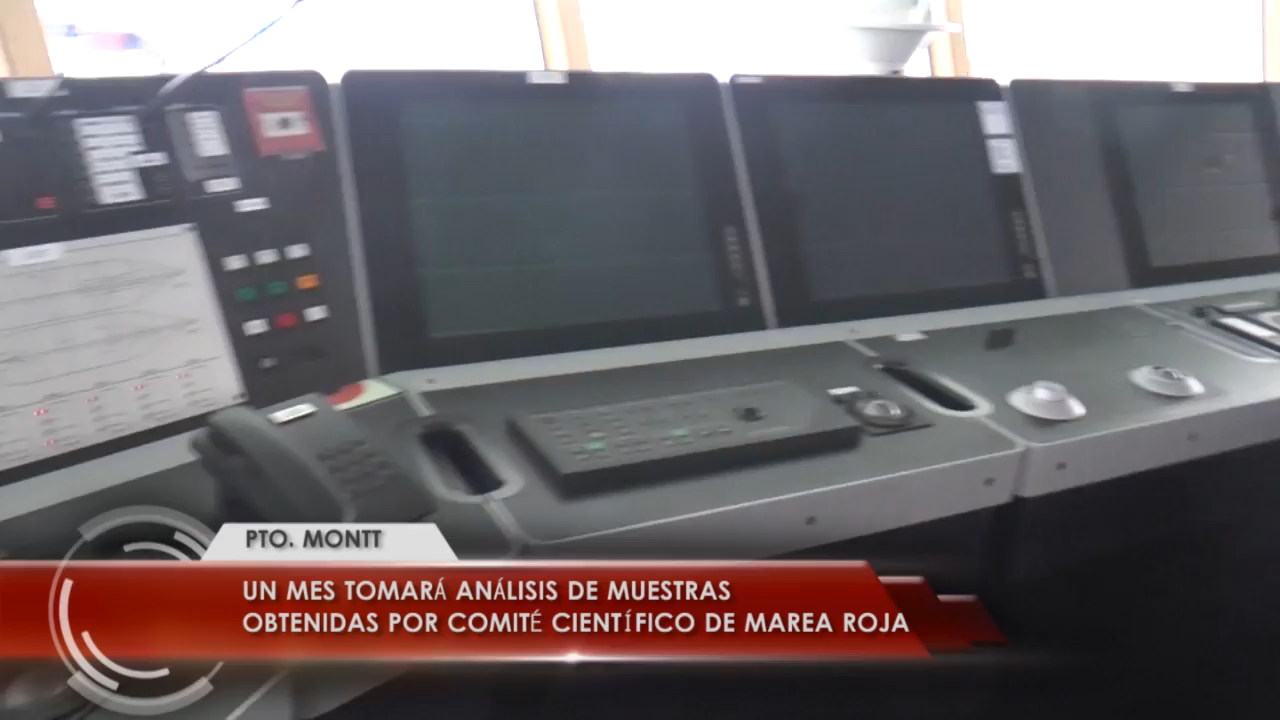 PTO. MONTT
UN MES TOMARÁ ANÁLISIS DE MUESTRAS
OBTENIDAS POR COMITÉ CIENTÍFICO DE MAREA ROJA